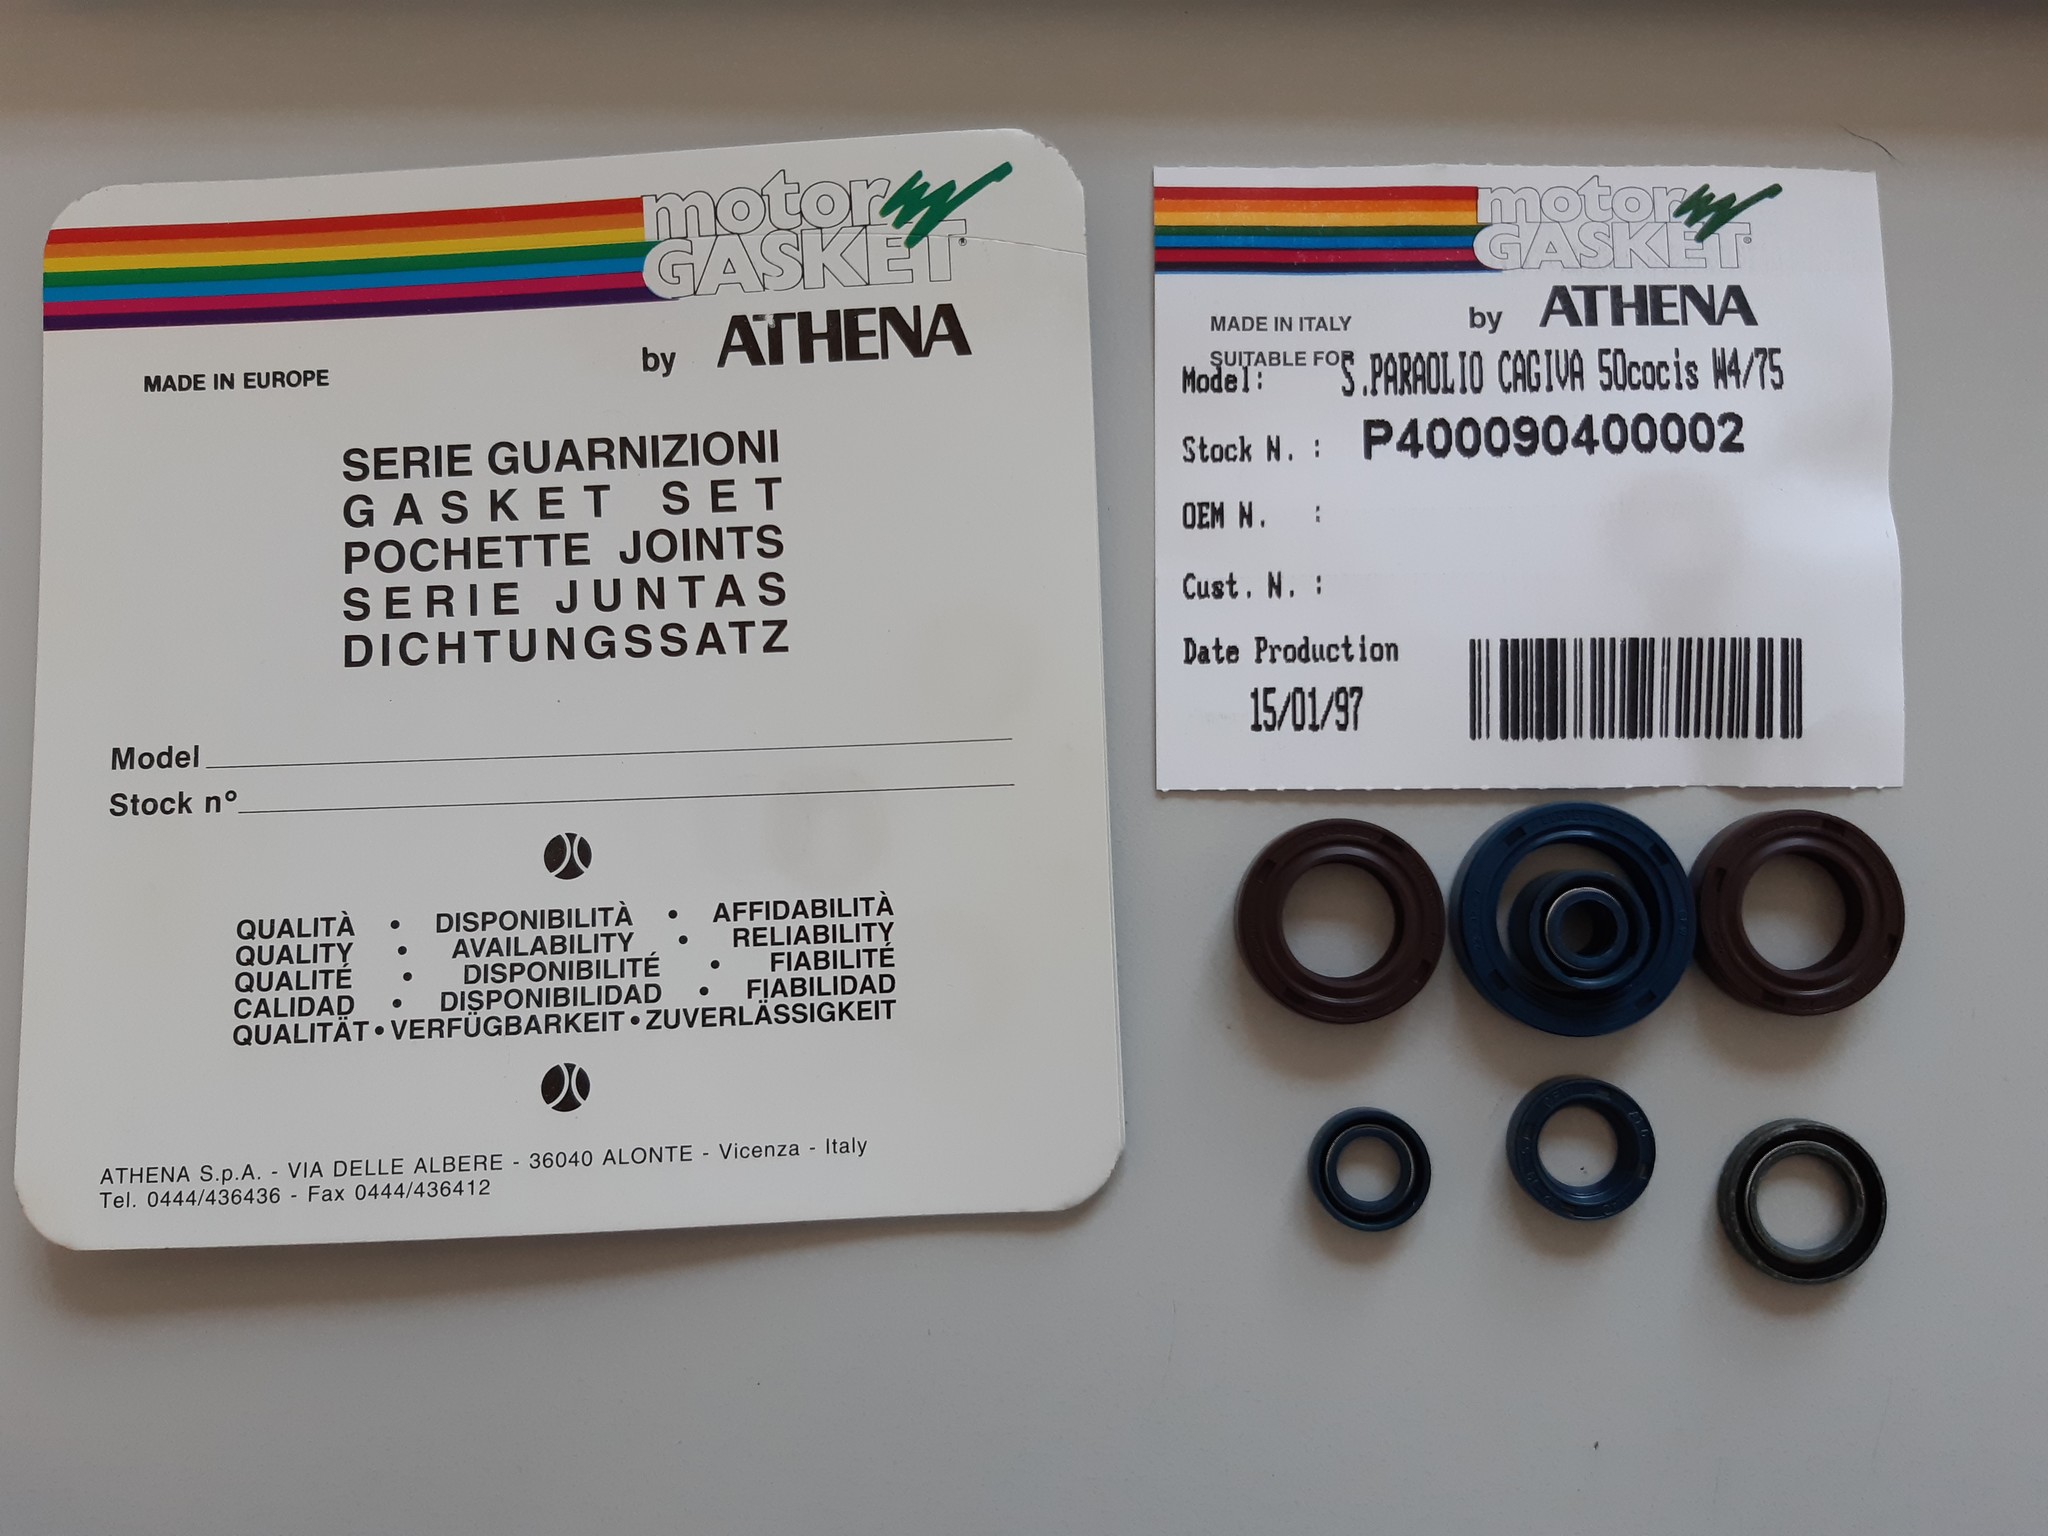 motor
GASKET®
by ATHENA
MADE IN EUROPE
SERIE GUARNIZIONI
GASKET SET
POCHETTE JOINTS
SERIE JUNTAS
DICHTUNGSSATZ
Model
Stock n°
QUALITÀ • DISPONIBILITÀ • AFFIDABILITÀ
QUALITY • AVAILABILITY • RELIABILITY
QUALITÉ • DISPONIBILITÉ • FIABILITÉ
CALIDAD • DISPONIBILIDAD • FIABILIDAD
QUALITÄT • VERFÜGBARKEIT • ZUVERLÄSSIGKEIT
ATHENA S.p.A. - VIA DELLE ALBERE - 36040 ALONTE - Vicenza - Italy
Tel. 0444/436436 - Fax 0444/436412
motor
GASKET®
by ATHENA
MADE IN ITALY
SUITABLE FOR
Model: S.PARAOLIO CAGIVA 50cocis W4/75
Stock N. : P400090400002
OEM N. :
Cust. N. :
Date Production
15/01/97